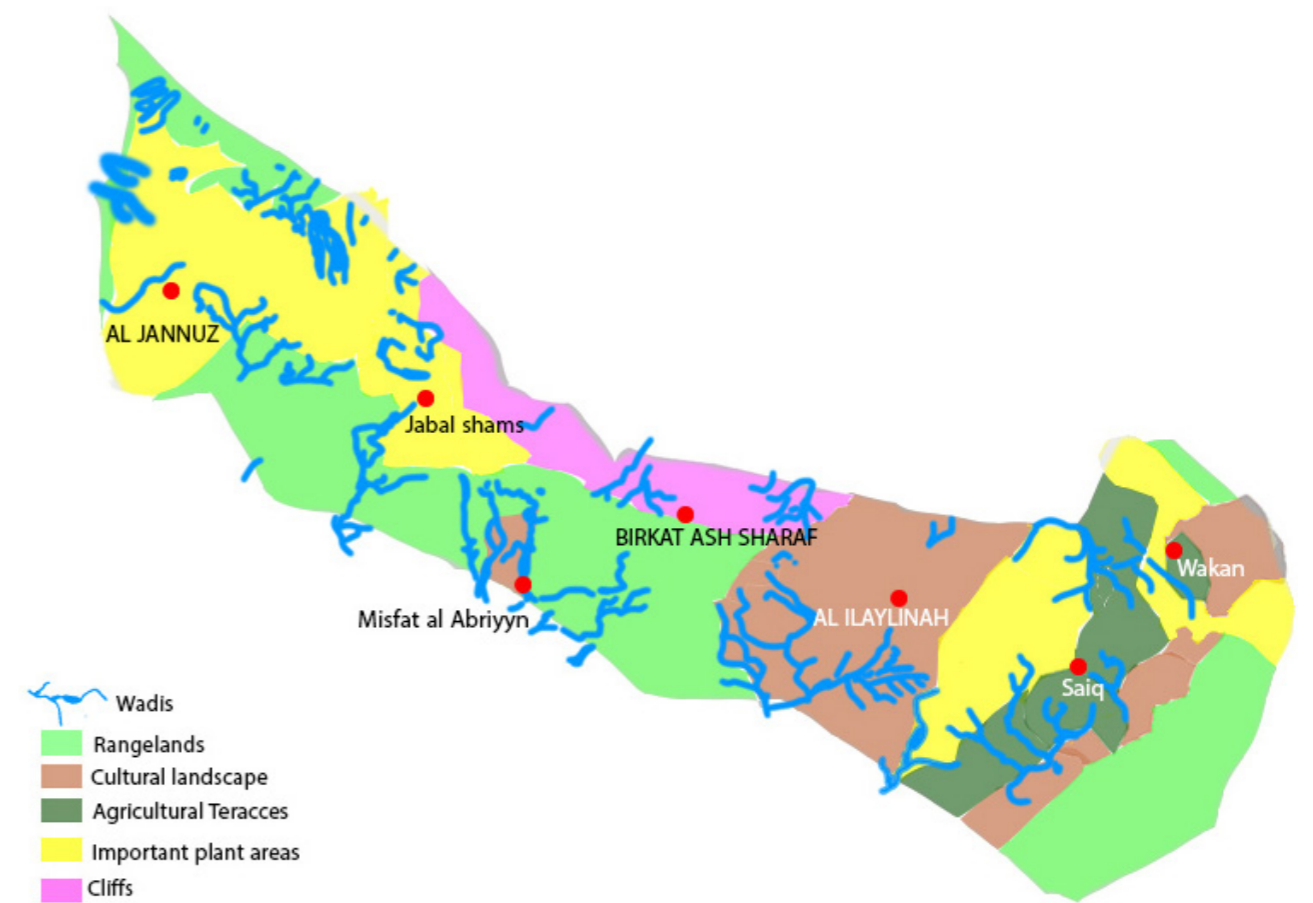 AL JANNUZ
Jabal shams
BIRKAT ASH SHARAF
Wakan
Misfat al Abriyyn
AL ILAYLINAH
Saiq
Wadis
Rangelands
Cultural landscape
Agricultural Teracces
Important plant areas
Cliffs